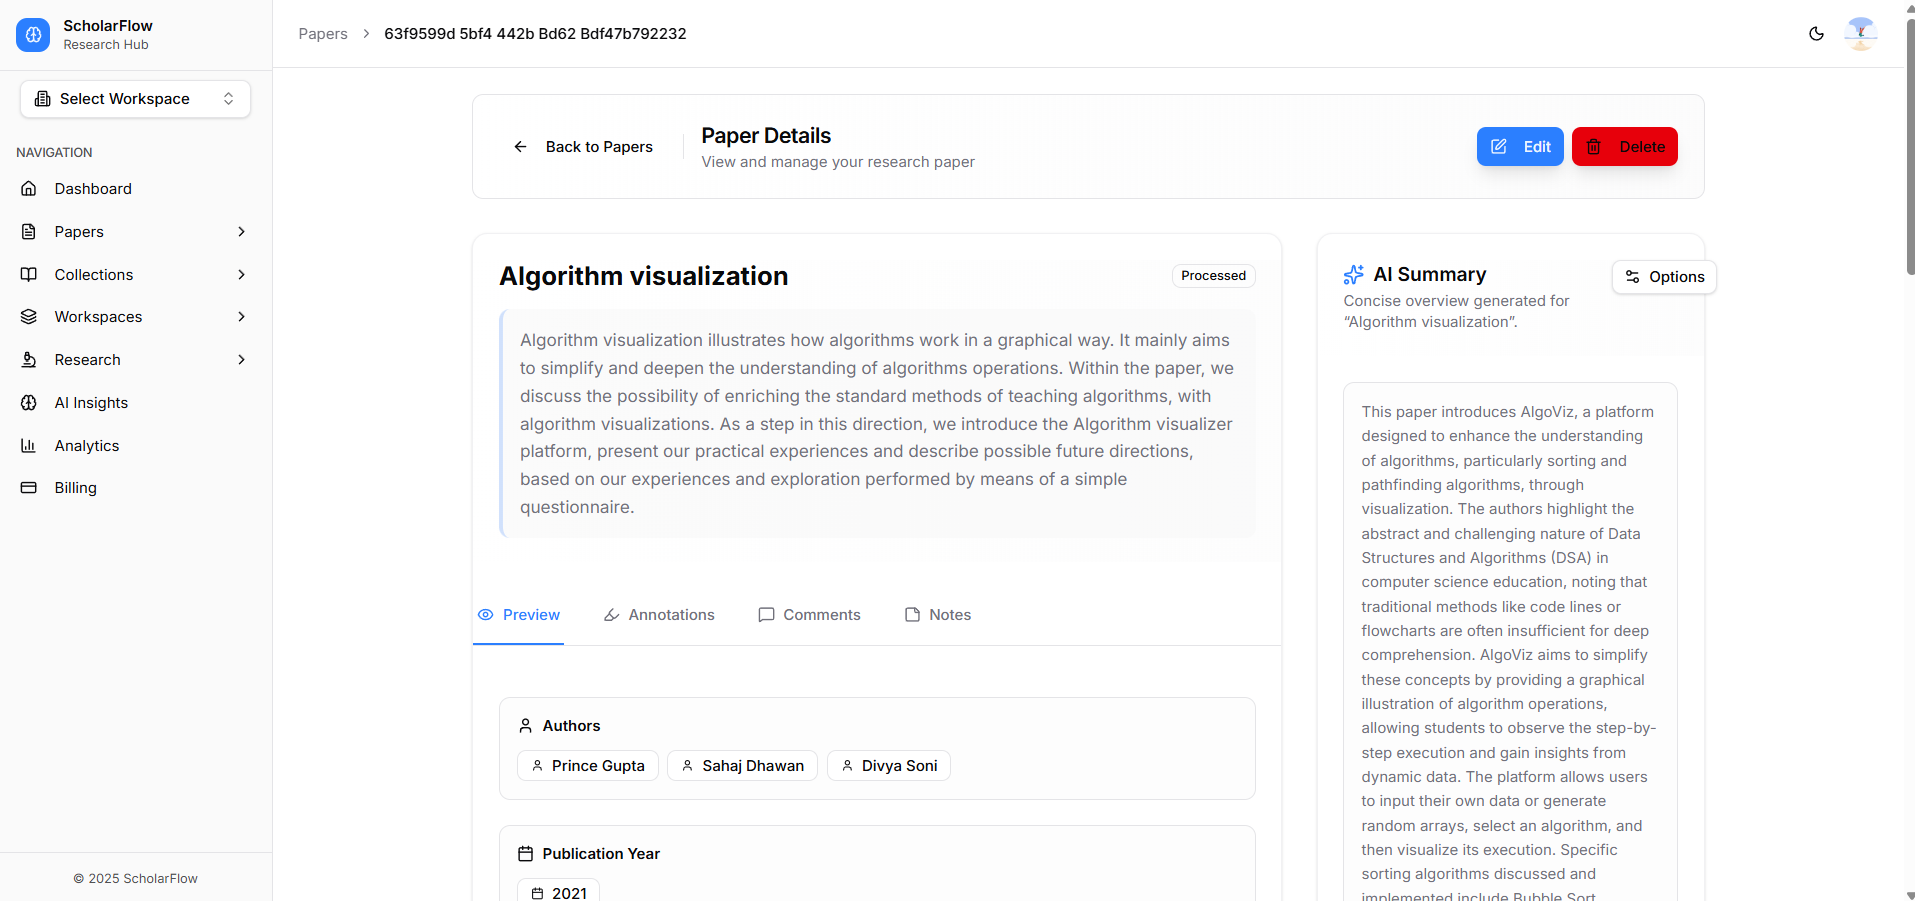 ScholarFlow
Research Hub
Select Workspace
NAVIGATION
Dashboard
Papers
Collections
Workspaces
Research
AI Insights
Analytics
Billing
© 2025 ScholarFlow
Papers > 63f9599d 5bf4 442b Bd62 Bdf47b792232
Back to Papers
Paper Details
View and manage your research paper
Edit
Delete
Algorithm visualization
Processed
Algorithm visualization illustrates how algorithms work in a graphical way. It mainly aims
to simplify and deepen the understanding of algorithms operations. Within the paper, we
discuss the possibility of enriching the standard methods of teaching algorithms, with
algorithm visualizations. As a step in this direction, we introduce the Algorithm visualizer
platform, present our practical experiences and describe possible future directions,
based on our experiences and exploration performed by means of a simple
questionnaire.
Preview
Annotations
Comments
Notes
Authors
Prince Gupta
Sahaj Dhawan
Divya Soni
Publication Year
2021
AI Summary
Options
Concise overview generated for
“Algorithm visualization”.
This paper introduces AlgoViz, a platform
designed to enhance the understanding
of algorithms, particularly sorting and
pathfinding algorithms, through
visualization. The authors highlight the
abstract and challenging nature of Data
Structures and Algorithms (DSA) in
computer science education, noting that
traditional methods like code lines or
flowcharts are often insufficient for deep
comprehension. AlgoViz aims to simplify
these concepts by providing a graphical
illustration of algorithm operations,
allowing students to observe the step-by-
step execution and gain insights from
dynamic data. The platform allows users
to input their own data or generate
random arrays, select an algorithm, and
then visualize its execution. Specific
sorting algorithms discussed and
implemented include Bubble Sort